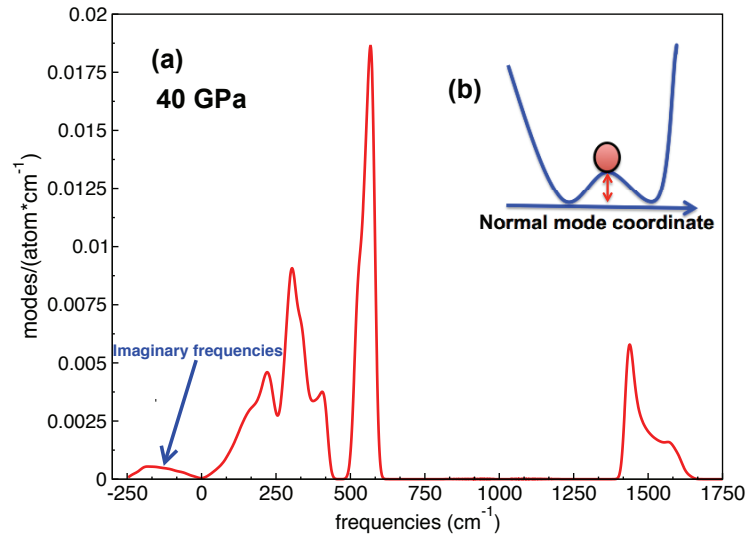 0.02
0.0175
0.015
0.0125
0.01
0.0075
0.005
0.0025
0
modes/(atom*cm⁻¹)
(a)
40 GPa
(b)
Normal mode coordinate
Imaginary frequencies
-250 0 250 500 750 1000 1250 1500 1750
frequencies (cm⁻¹)